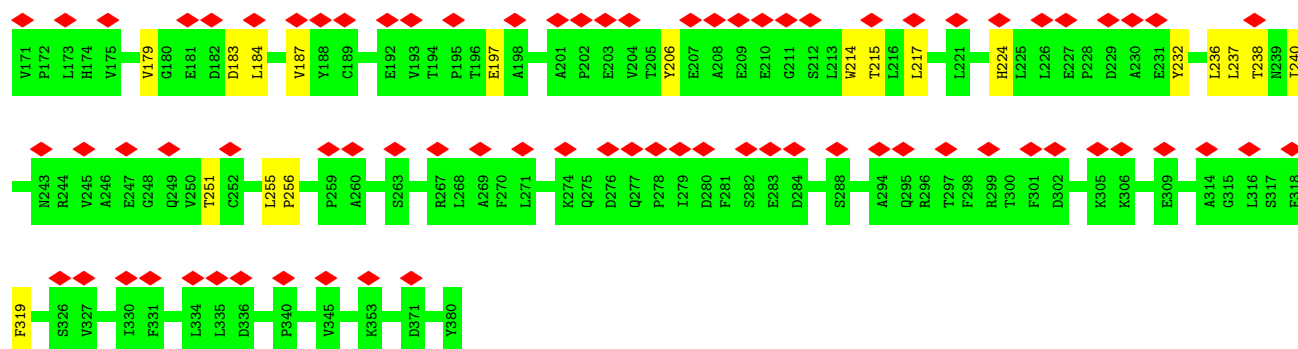 V171 P172 L173 H174 V175 V179 G180 E181 D182 D183 L184 V187 Y188 C189 E192 V193 T194 P195 T196 E197 A198 A201 P202 E203 V204 T205 Y206 E207 A208 E209 E210 G211 S212 L213 W214 T215 L216 L217 L221 H224 L225 L226 E227 P228 D229 A230 E231 Y232 L236 L237 T238 N239 I240
N243 R244 V245 A246 E247 G248 Q249 V250 T251 C252 L255 P256 P259 A260 S263 R267 L268 A269 F270 L271 K274 Q275 D276 Q277 P278 I279 D280 F281 S282 E283 D284 S288 A294 Q295 R296 T297 F298 R299 T300 F301 D302 K305 K306 E309 A314 G315 L316 S317 F318
F319 S326 V327 I330 F331 L334 L335 D336 P340 V345 K353 D371 Y380